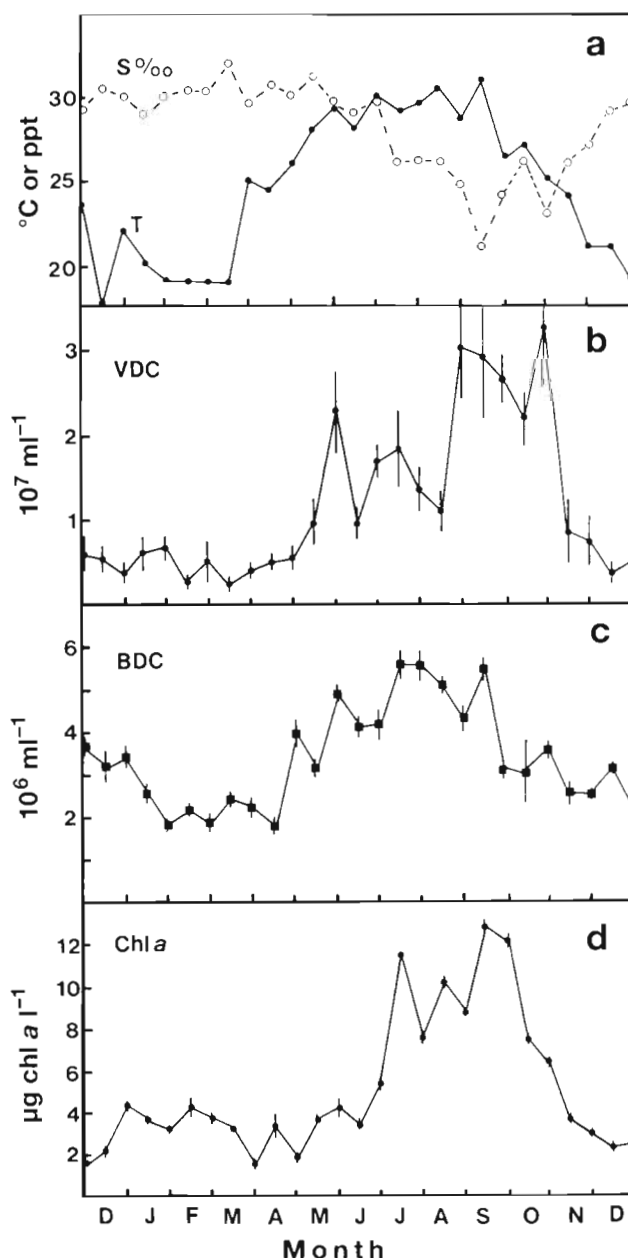 a
S‰
30
25
20
°C or ppt
T
b
VDC
3
2
1
10⁷ ml⁻¹
c
BDC
6
4
2
10⁶ ml⁻¹
d
Chl a
12
10
8
6
4
2
µg chl a l⁻¹
D J F M A M J J A S O N D
Month